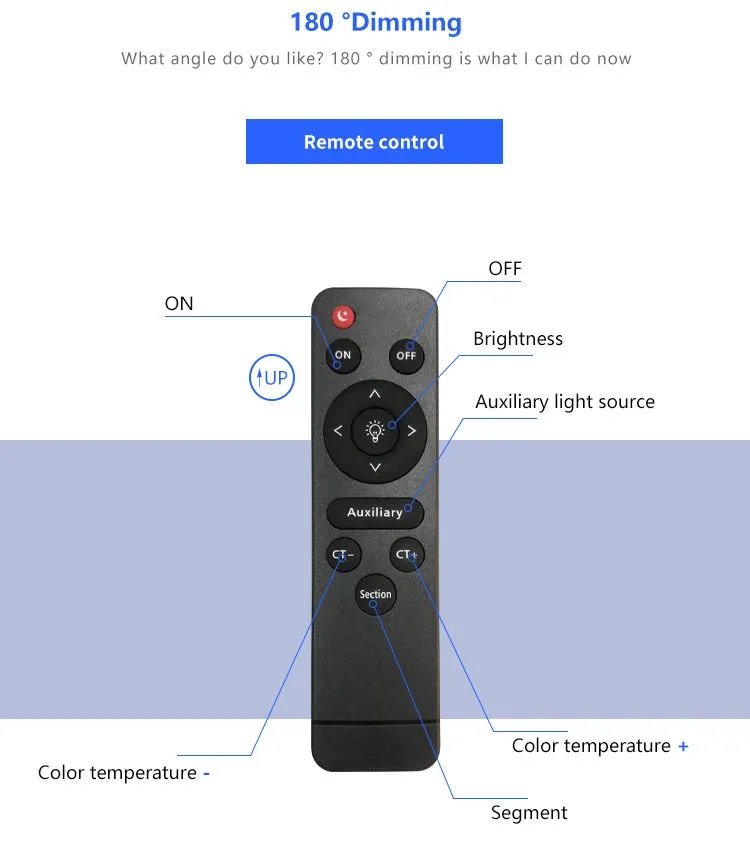 180 °Dimming
What angle do you like? 180 ° dimming is what I can do now
Remote control
OFF
ON
Brightness
ON
OFF
UP
Auxiliary light source
Auxiliary
CT-
CT+
Section
Color temperature +
Color temperature -
Segment